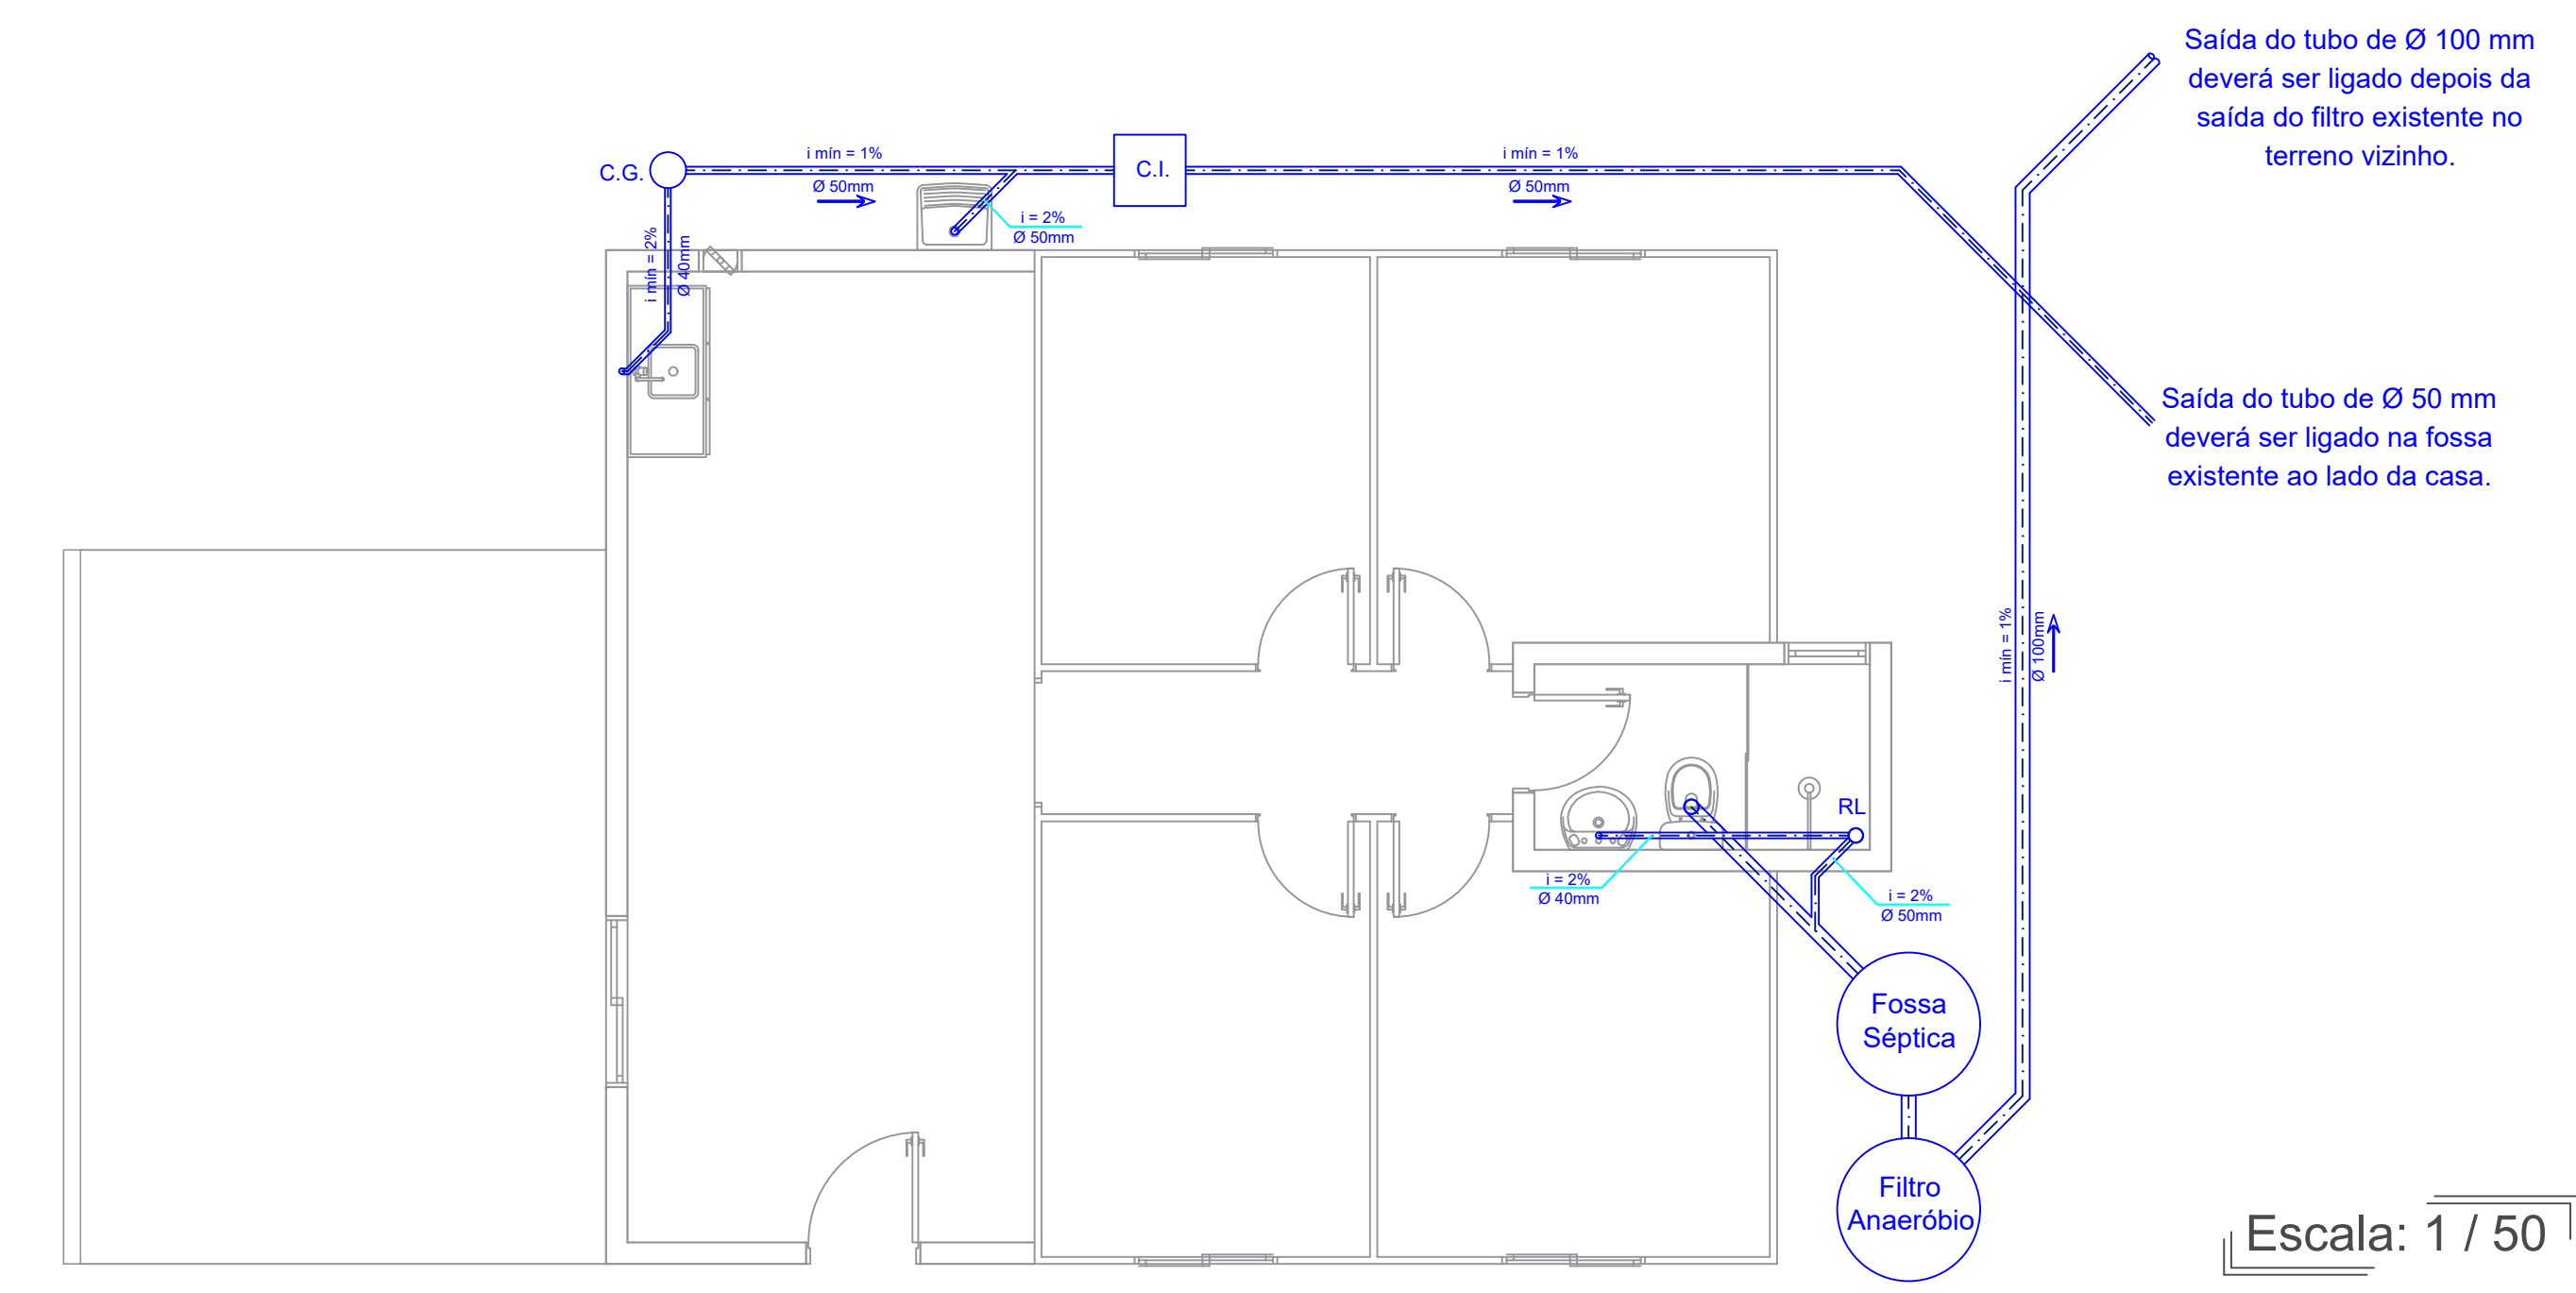 Saída do tubo de Ø 100 mm
deverá ser ligado depois da
saída do filtro existente no
terreno vizinho.
C.G.
i mín = 1%
Ø 50mm
C.I.
i mín = 1%
Ø 50mm
i = 2%
Ø 50mm
i mín = 2%
Ø 40mm
Saída do tubo de Ø 50 mm
deverá ser ligado na fossa
existente ao lado da casa.
i mín = 1%
Ø 100mm
RL
i = 2%
Ø 40mm
i = 2%
Ø 50mm
Fossa
Séptica
Filtro
Anaeróbio
Escala: 1 / 50